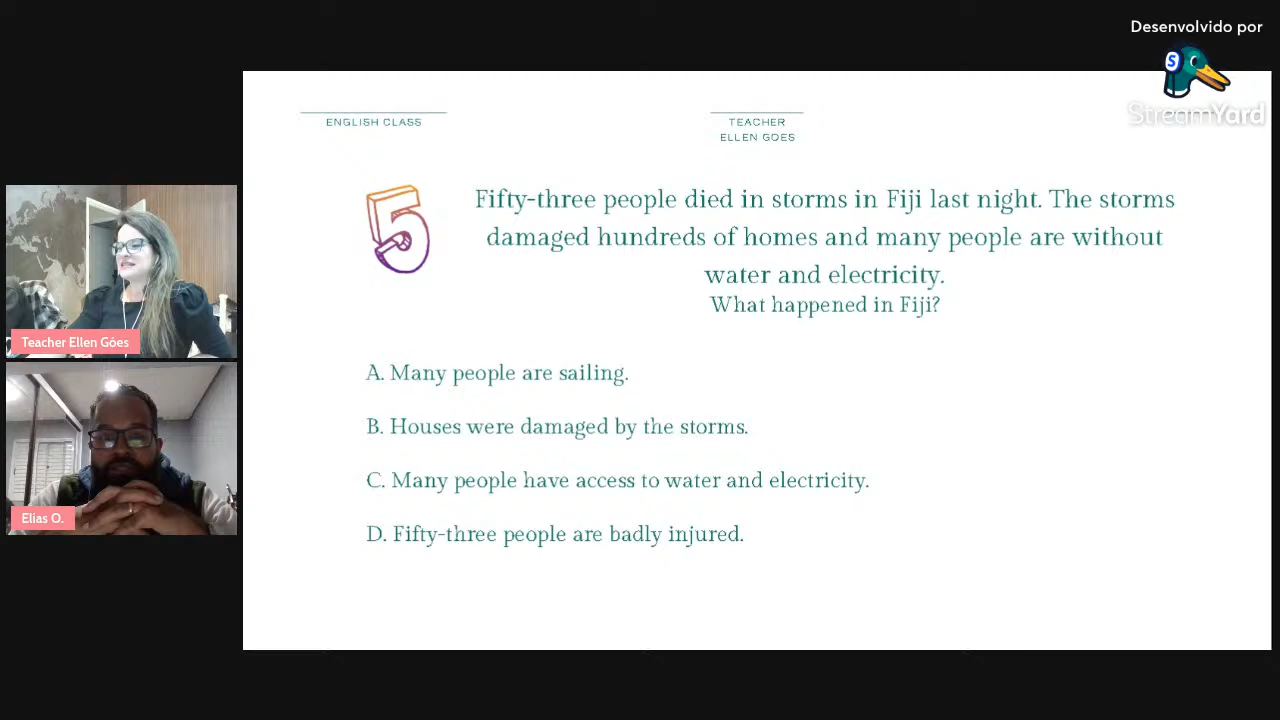 Desenvolvido por
S
StreamYard
ENGLISH CLASS
TEACHER
ELLEN GOES
5
Fifty-three people died in storms in Fiji last night. The storms
damaged hundreds of homes and many people are without
water and electricity.
What happened in Fiji?
A. Many people are sailing.
B. Houses were damaged by the storms.
C. Many people have access to water and electricity.
D. Fifty-three people are badly injured.
Teacher Ellen Góes
Elias O.